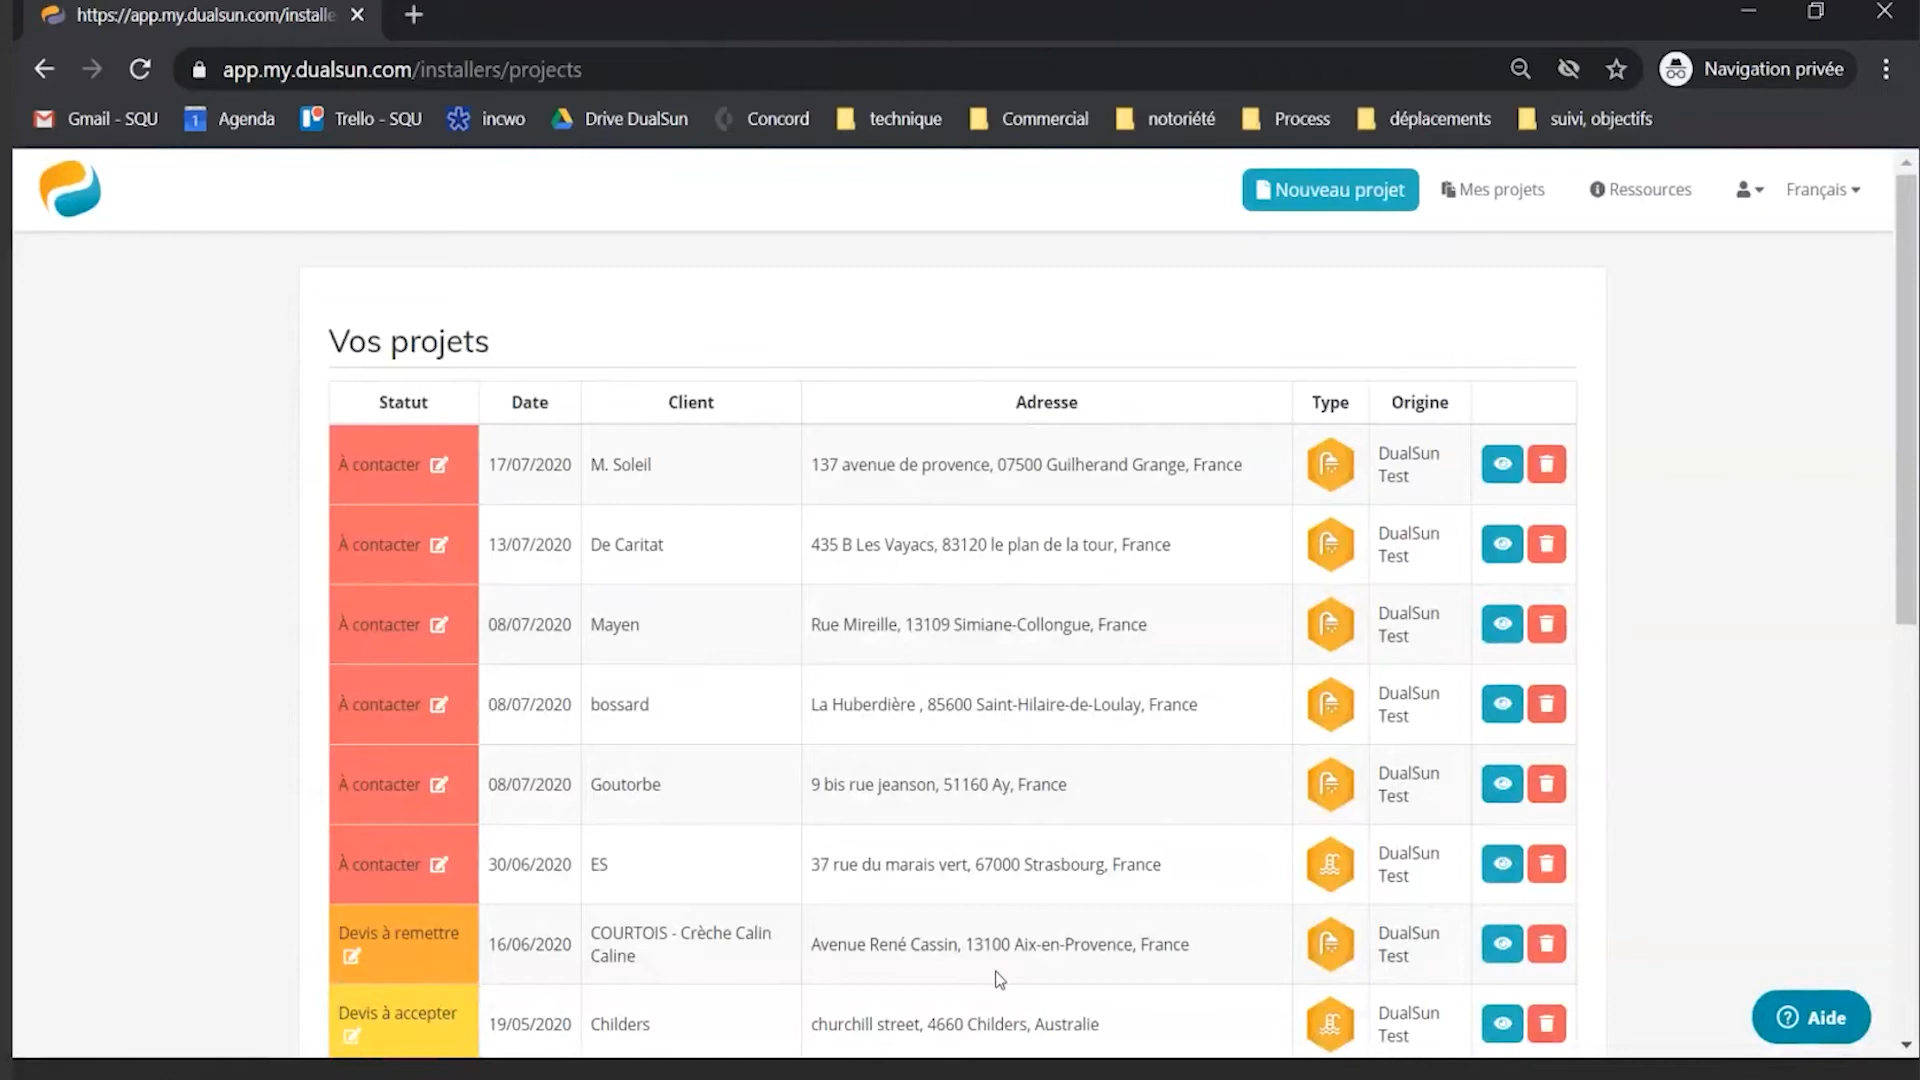 https://app.my.dualsun.com/installe
app.my.dualsun.com/installers/projects
Navigation privée
Gmail - SQU
1
Agenda
Trello - SQU
incwo
Drive DualSun
Concord
technique
Commercial
notoriété
Process
déplacements
suivi, objectifs
Nouveau projet
Mes projets
Ressources
Français
Vos projets
Statut Date Client Adresse Type Origine
À contacter 17/07/2020 M. Soleil 137 avenue de provence, 07500 Guilherand Grange, France DualSun
Test
À contacter 13/07/2020 De Caritat 435 B Les Vayacs, 83120 le plan de la tour, France DualSun
Test
À contacter 08/07/2020 Mayen Rue Mireille, 13109 Simiane-Collongue, France DualSun
Test
À contacter 08/07/2020 bossard La Huberdière , 85600 Saint-Hilaire-de-Loulay, France DualSun
Test
À contacter 08/07/2020 Goutorbe 9 bis rue jeanson, 51160 Ay, France DualSun
Test
À contacter 30/06/2020 ES 37 rue du marais vert, 67000 Strasbourg, France DualSun
Test
Devis à remettre 16/06/2020 COURTOIS - Crèche Calin
Caline Avenue René Cassin, 13100 Aix-en-Provence, France DualSun
Test
Devis à accepter 19/05/2020 Childers churchill street, 4660 Childers, Australie DualSun
Test
Aide